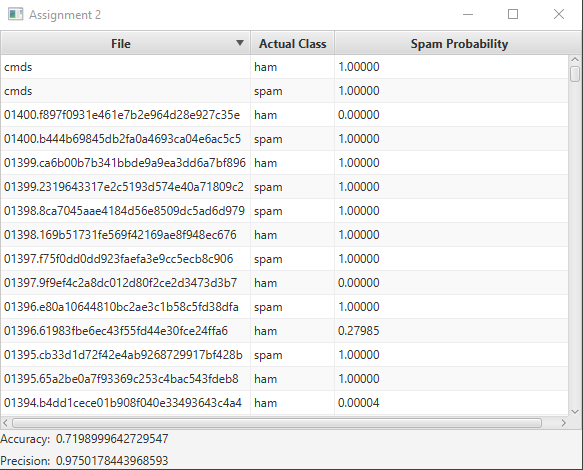 Assignment 2
File Actual Class Spam Probability
cmds ham 1.00000
cmds spam 1.00000
01400.f897f0931e461e7b2e964d28e927c35e ham 0.00000
01400.b444b69845db2fa0a4693ca04e6ac5c5 spam 1.00000
01399.ca6b00b7b341bbde9a9ea3dd6a7bf896 ham 1.00000
01399.2319643317e2c5193d574e40a71809c2 spam 1.00000
01398.8ca7045aae4184d56e8509dc5ad6d979 spam 1.00000
01398.169b51731fe569f42169ae8f948ec676 ham 1.00000
01397.f75f0dd0dd923faefa3e9cc5ecb8c906 spam 1.00000
01397.9f9ef4c2a8dc012d80f2ce2d3473d3b7 ham 0.00000
01396.e80a10644810bc2ae3c1b58c5fd38dfa spam 1.00000
01396.61983fbe6ec43f55fd44e30fce24ffa6 ham 0.27985
01395.cb33d1d72f42e4ab9268729917bf428b spam 1.00000
01395.65a2be0a7f93369c253c4bac543fdeb8 ham 1.00000
01394.b4dd1cece01b908f040e33493643c4a4 ham 0.00004
Accuracy: 0.7198999642729547
Precision: 0.9750178443968593